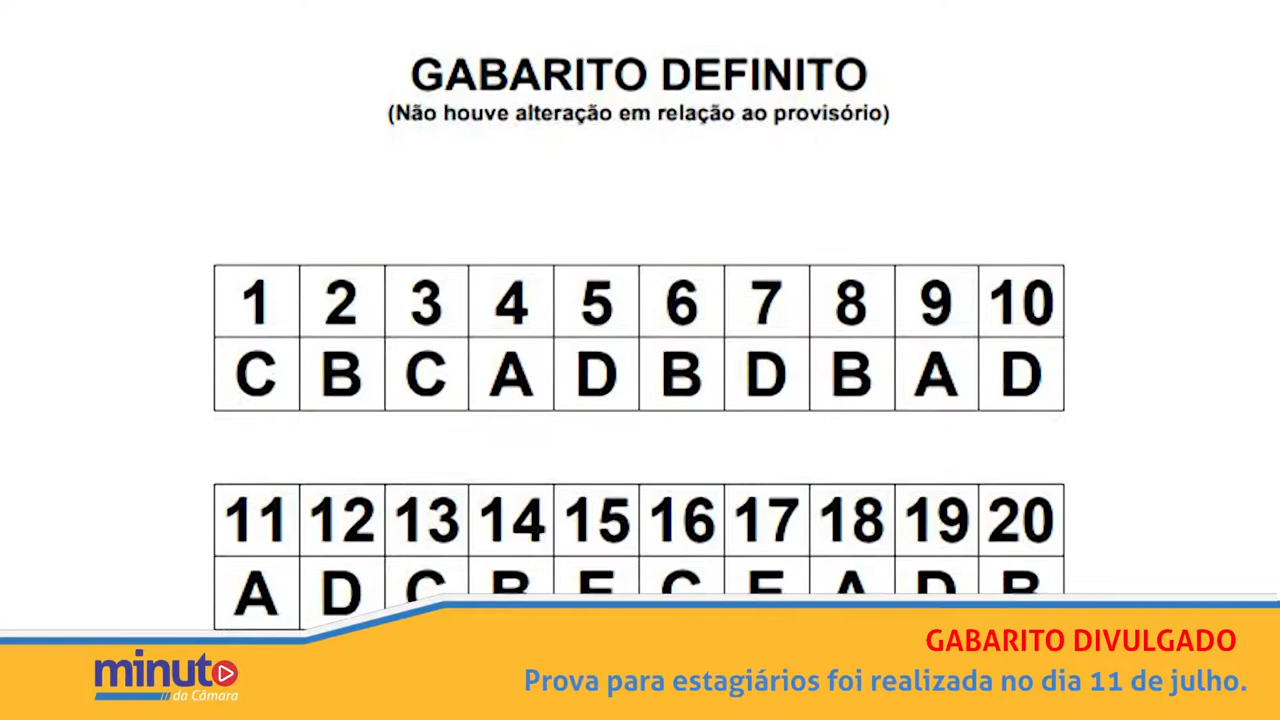 GABARITO DEFINITO
(Não houve alteração em relação ao provisório)
1 2 3 4 5 6 7 8 9 10
C B C A D B D B A D
11 12 13 14 15 16 17 18 19 20
A D C
GABARITO DIVULGADO
minuto
da Câmara
Prova para estagiários foi realizada no dia 11 de julho.